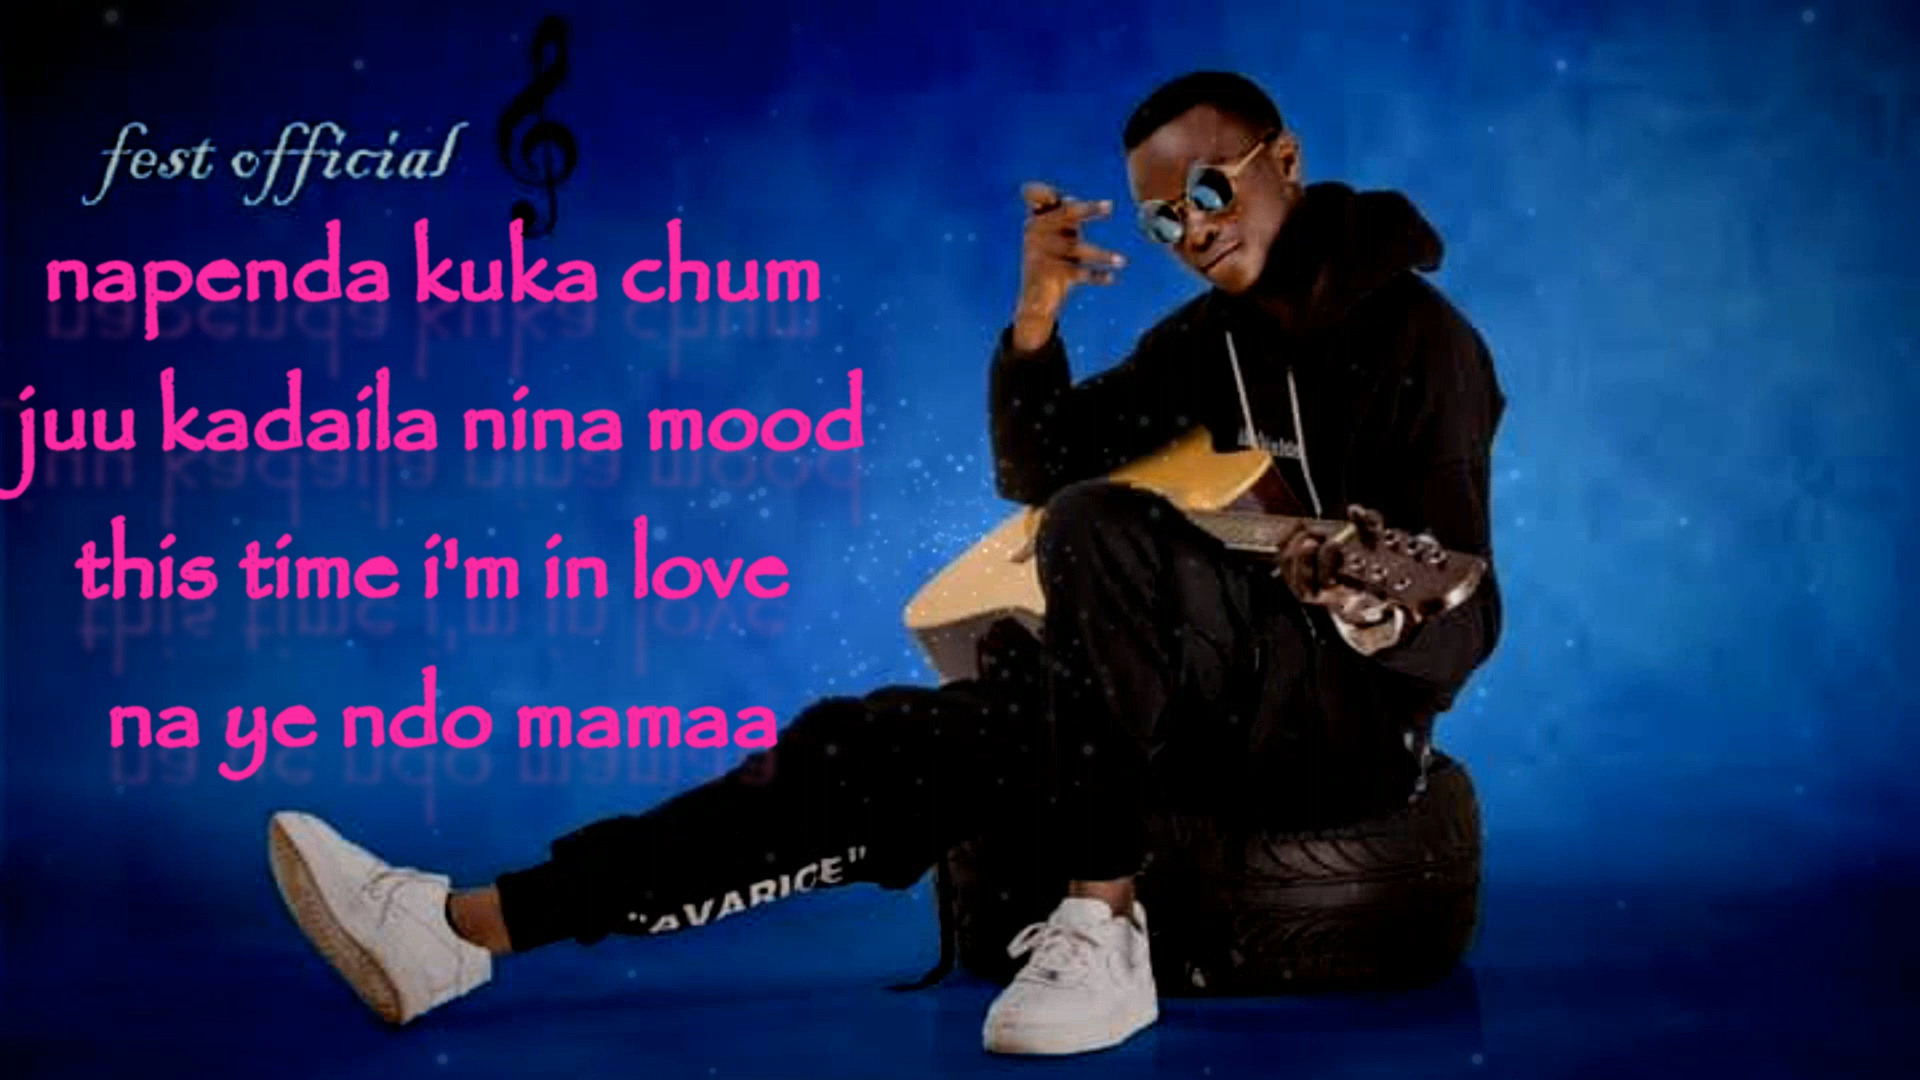 fest official
napenda kuka chum
juu kadaila nina mood
this time i'm in love
na ye ndo mamaa
"AVARICE"